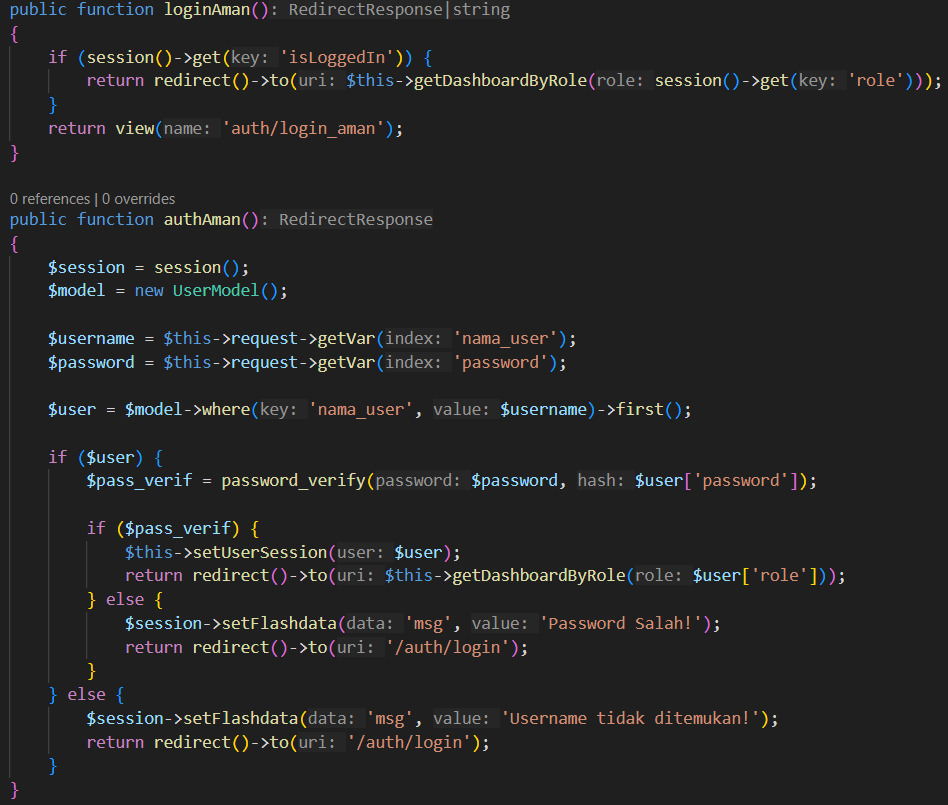 public function loginAman(): RedirectResponse|string
{
    if (session()->get(key: 'isLoggedIn')) {
        return redirect()->to(uri: $this->getDashboardByRole(role: session()->get(key: 'role')));
    }
    return view(name: 'auth/login_aman');
}
0 references | 0 overrides
public function authAman(): RedirectResponse
{
    $session = session();
    $model = new UserModel();
    $username = $this->request->getVar(index: 'nama_user');
    $password = $this->request->getVar(index: 'password');
    $user = $model->where(key: 'nama_user', value: $username)->first();
    if ($user) {
        $pass_verif = password_verify(password: $password, hash: $user['password']);
        if ($pass_verif) {
            $this->setUserSession(user: $user);
            return redirect()->to(uri: $this->getDashboardByRole(role: $user['role']));
        } else {
            $session->setFlashdata(data: 'msg', value: 'Password Salah!');
            return redirect()->to(uri: '/auth/login');
        }
    } else {
        $session->setFlashdata(data: 'msg', value: 'Username tidak ditemukan!');
        return redirect()->to(uri: '/auth/login');
    }
}